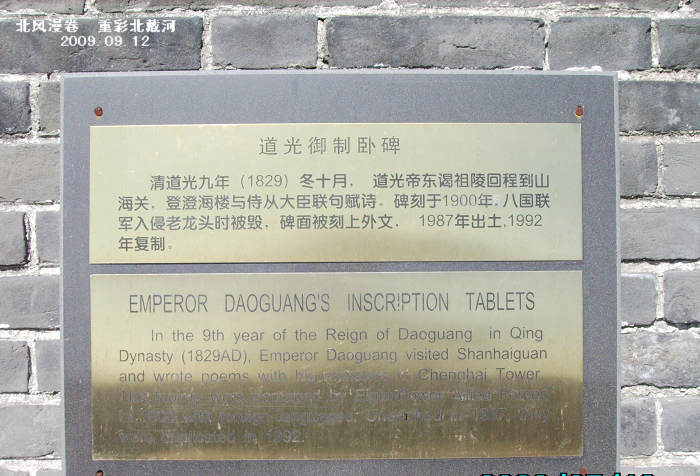 北风漫卷 重彩北戴河
2009.09.12
道光御制卧碑
清道光九年（1829）冬十月， 道光帝东谒祖陵回程到山
海关，登澄海楼与侍从大臣联句赋诗。碑刻于1900年，八国联
军入侵老龙头时被毁，碑面被刻上外文， 1987年出土,1992
年复制。
EMPEROR DAOGUANG'S INSCRIPTION TABLETS
In the 9th year of the Reign of Daoguang in Qing
Dynasty (1829AD), Emperor Daoguang visited Shanhaiguan
and wrote poems with his Chenghai Tower.
were duplicated in 1992.